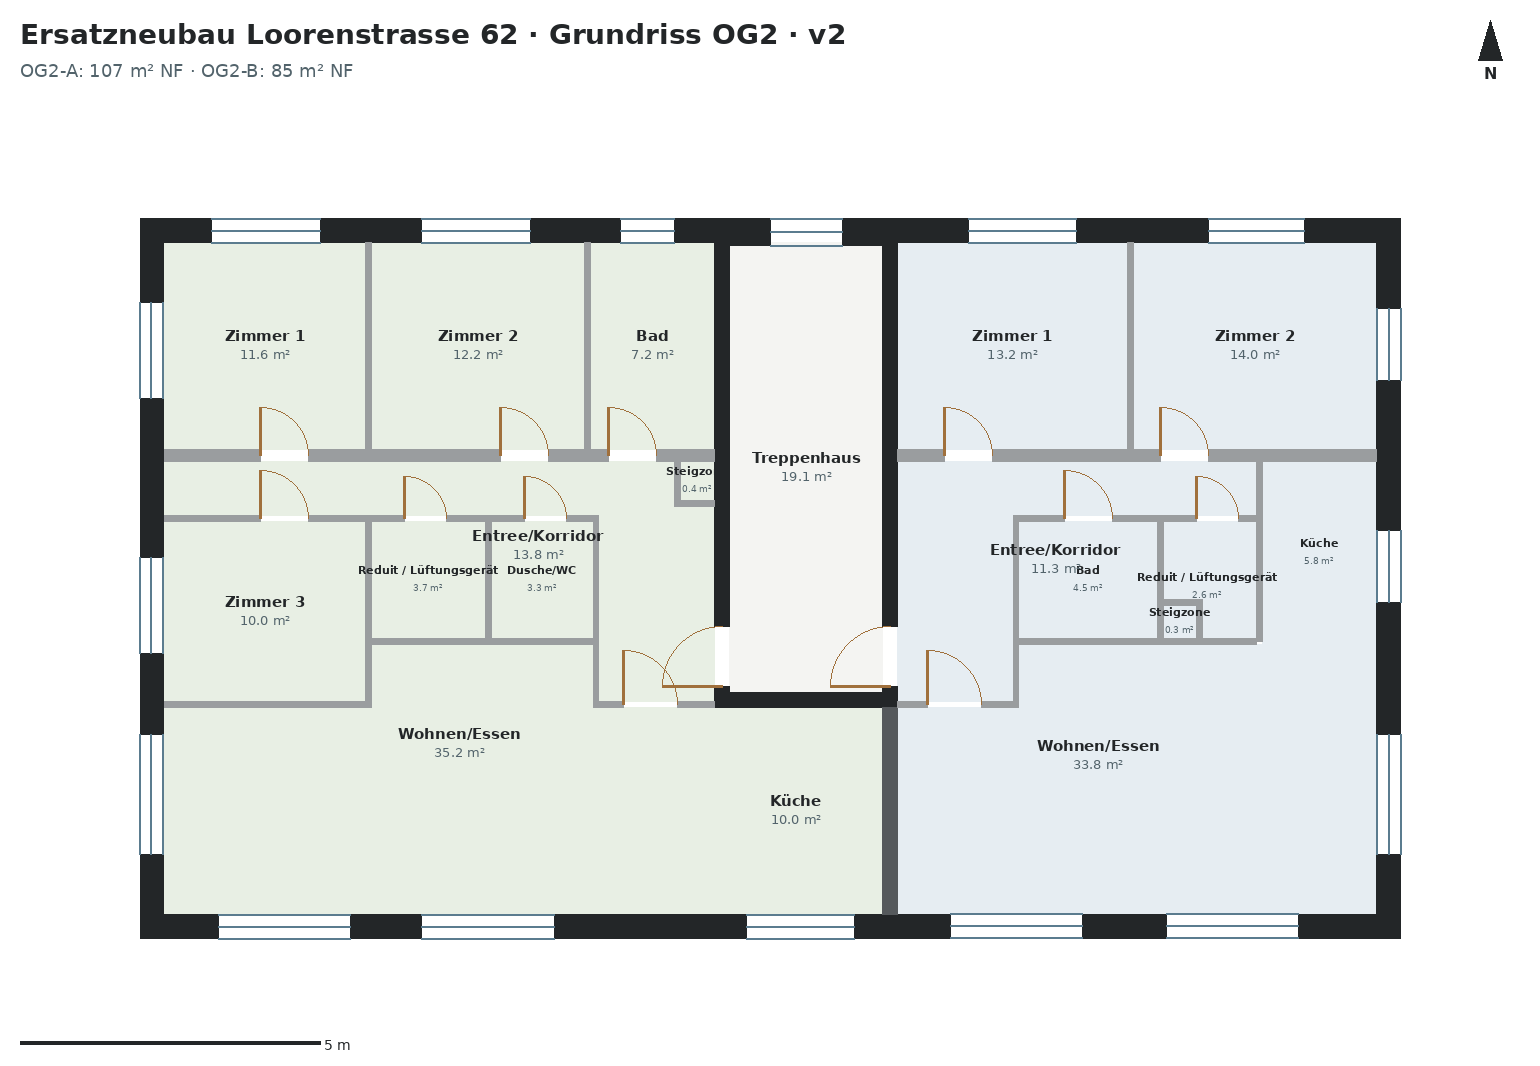 Ersatzneubau Loorenstrasse 62 · Grundriss OG2 · v2
OG2-A: 107 m² NF · OG2-B: 85 m² NF
N
Zimmer 1
11.6 m²
Zimmer 2
12.2 m²
Bad
7.2 m²
Zimmer 1
13.2 m²
Zimmer 2
14.0 m²
Treppenhaus
19.1 m²
Steigzo
0.4 m²
Entree/Korridor
13.8 m²
Reduit / Lüftungsgerät
3.7 m²
Dusche/WC
3.3 m²
Zimmer 3
10.0 m²
Entree/Korridor
11.3 m²
Bad
4.5 m²
Reduit / Lüftungsgerät
2.6 m²
Steigzone
0.3 m²
Küche
5.8 m²
Wohnen/Essen
35.2 m²
Küche
10.0 m²
Wohnen/Essen
33.8 m²
5 m